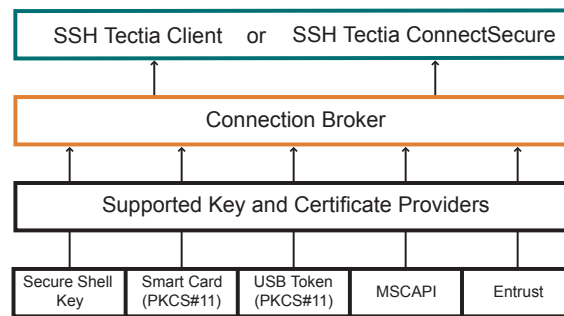 SSH Tectia Client or SSH Tectia ConnectSecure
Connection Broker
Supported Key and Certificate Providers
Secure Shell
Key
Smart Card
(PKCS#11)
USB Token
(PKCS#11)
MSCAPI
Entrust